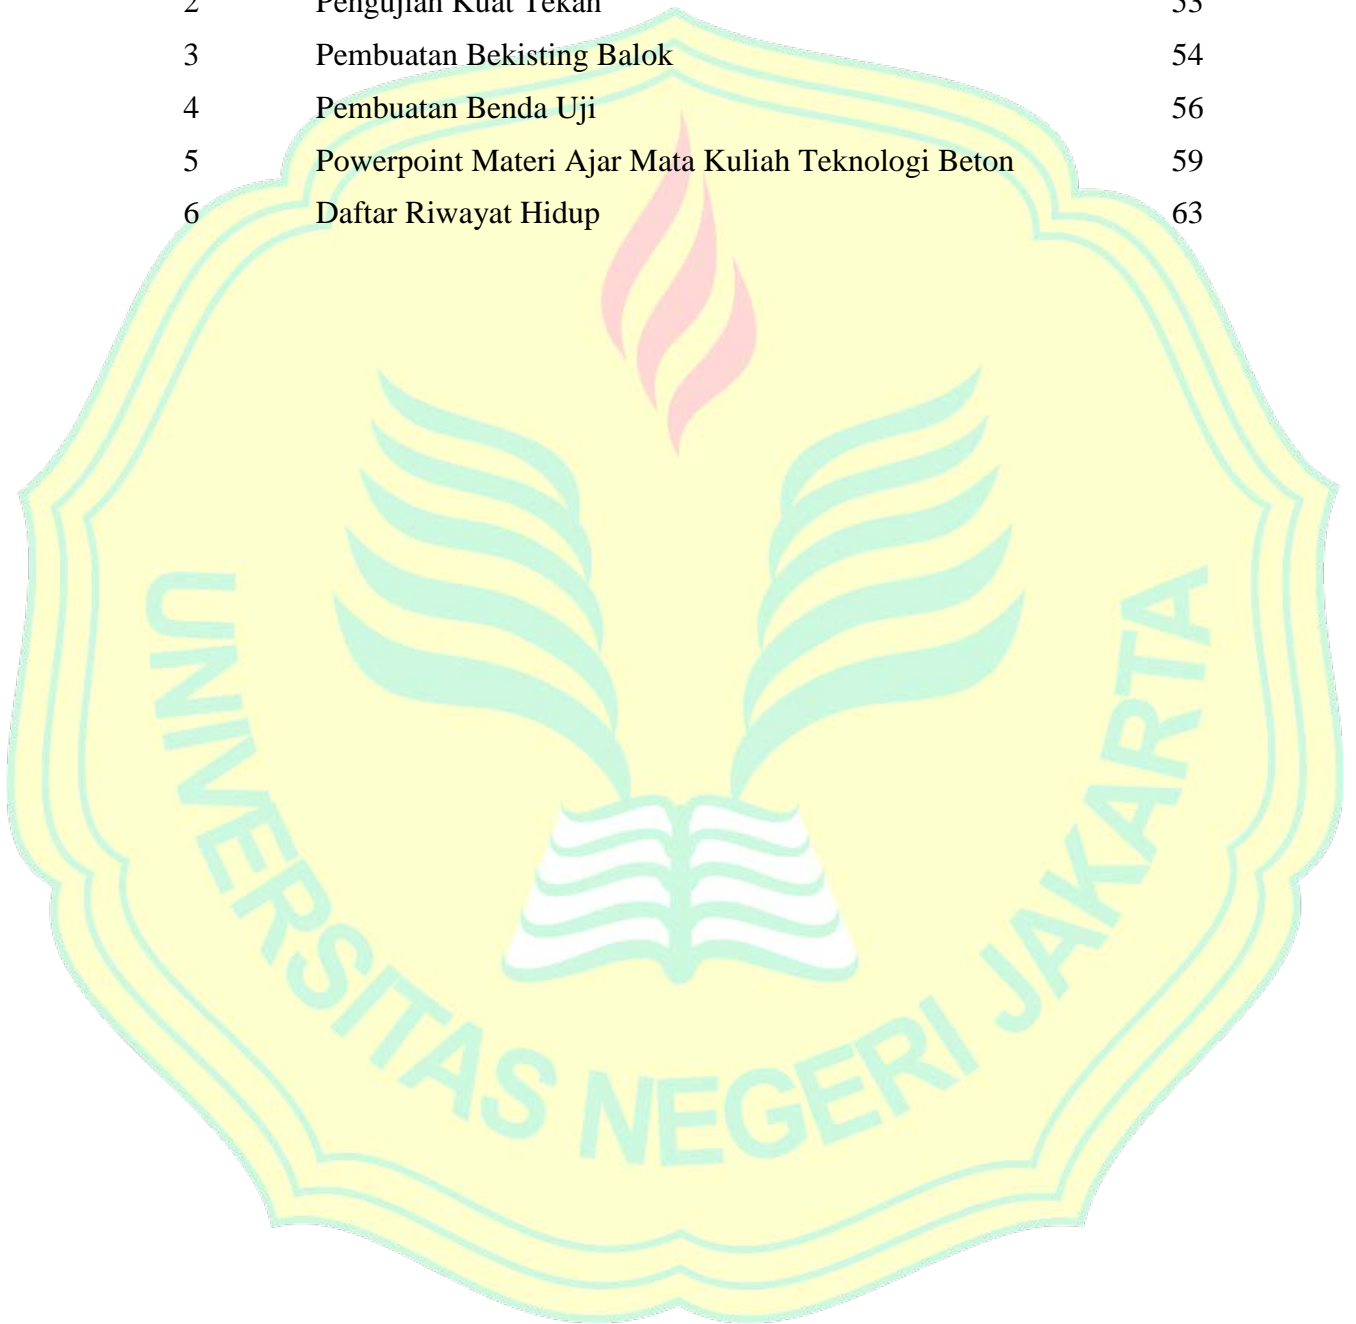 2 Pengujian Kuat Tekan 53
3 Pembuatan Bekisting Balok 54
4 Pembuatan Benda Uji 56
5 Powerpoint Materi Ajar Mata Kuliah Teknologi Beton 59
6 Daftar Riwayat Hidup 63
UNIVERSITAS NEGERI JAKARTA